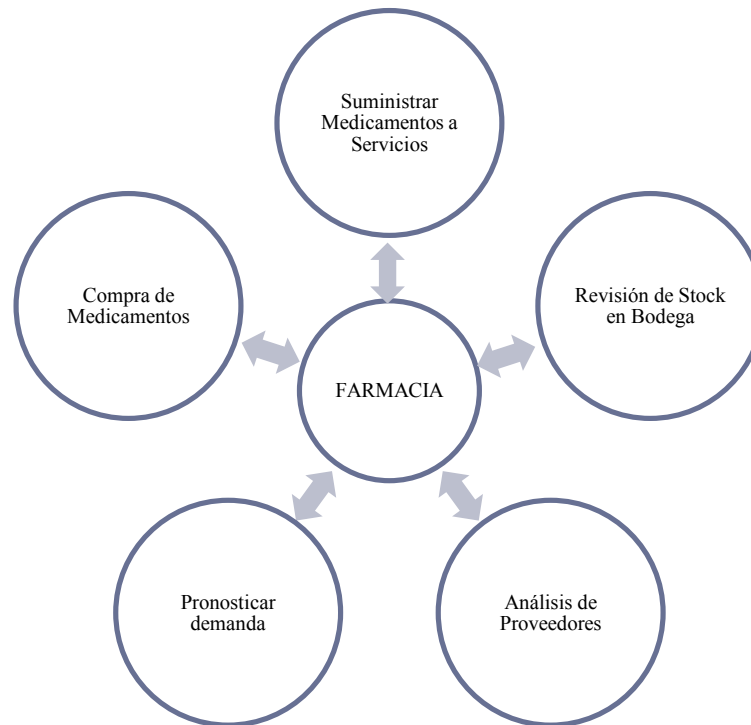 Suministrar
Medicamentos a
Servicios
Compra de
Medicamentos
Revisión de Stock
en Bodega
FARMACIA
Pronosticar
demanda
Análisis de
Proveedores